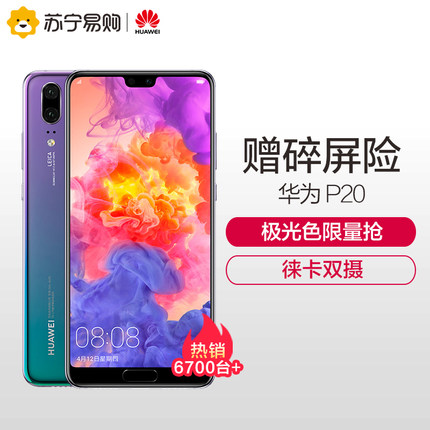 苏宁易购
HUAWEI
赠碎屏险
华为 P20
极光色限量抢
徕卡双摄
LEICA
HUAWEI
08:08
4月12日星期四
热销
6700台+